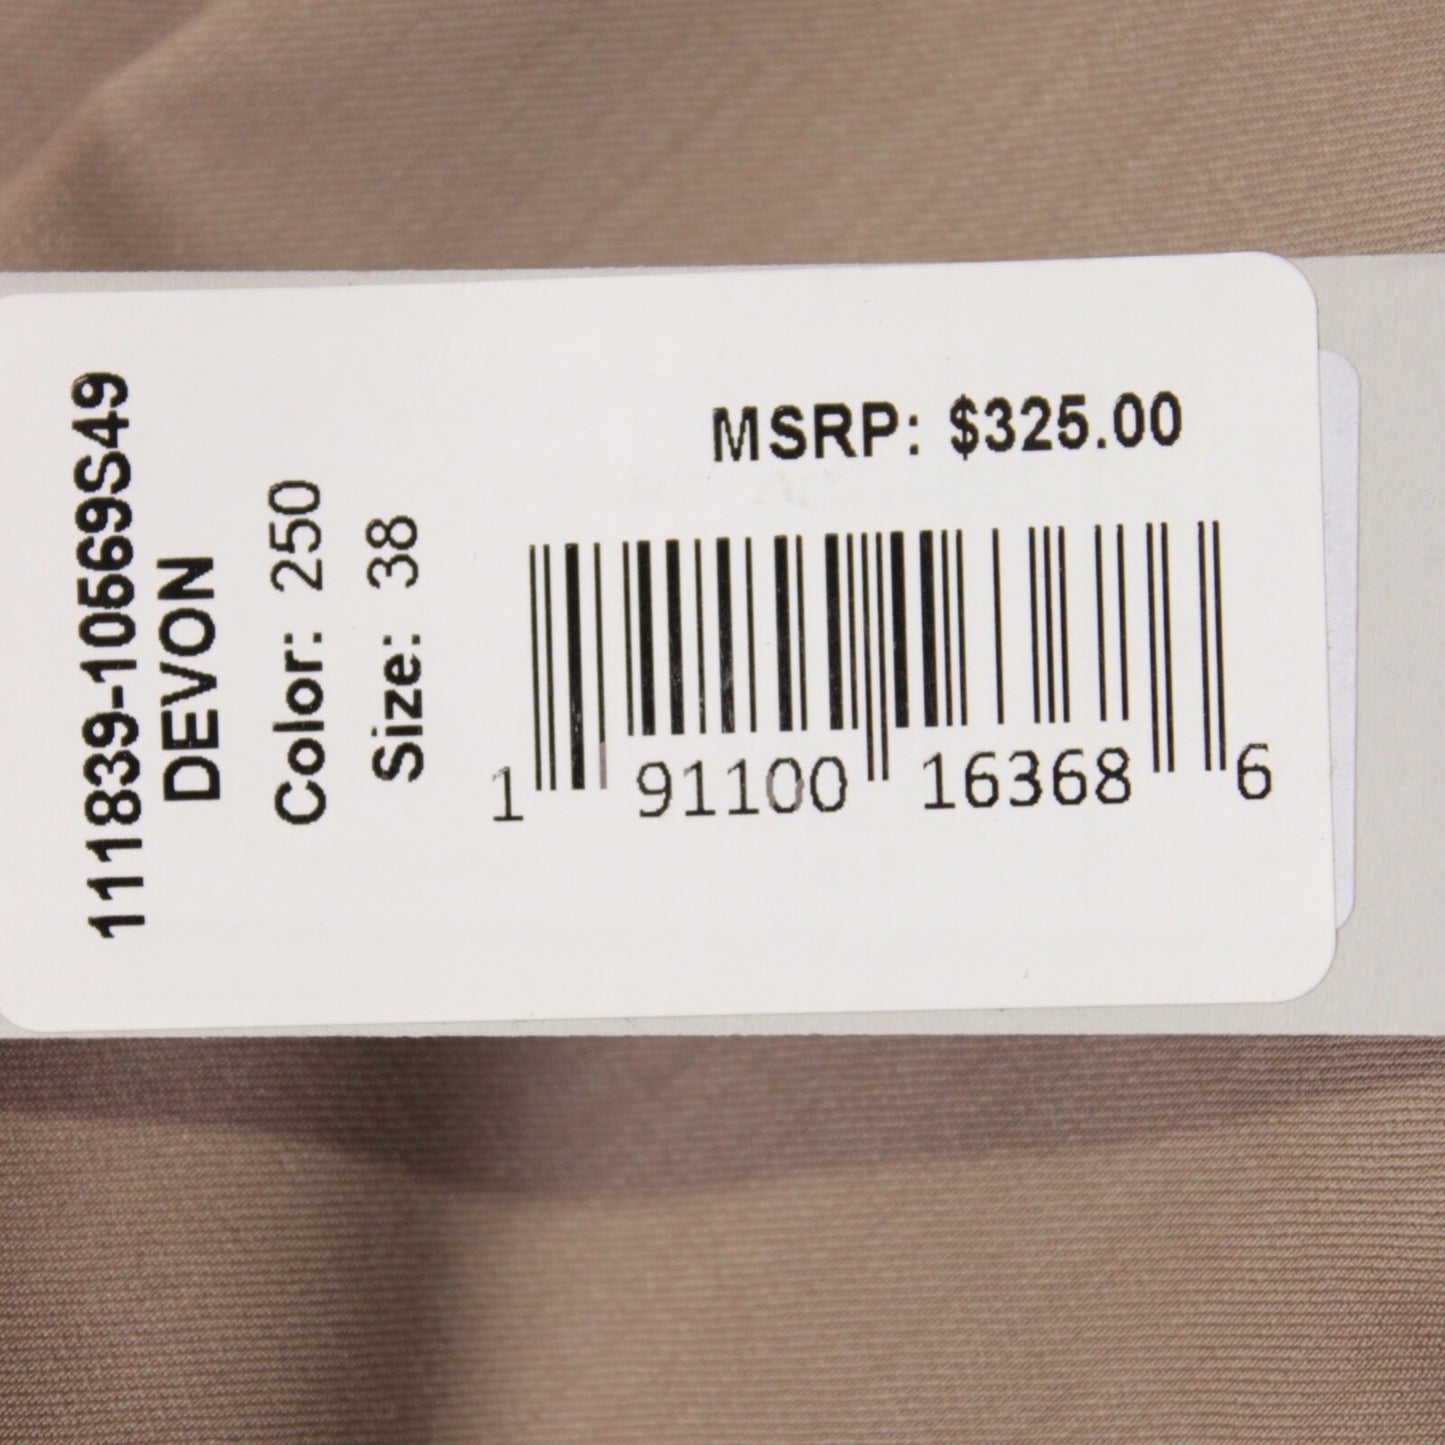 111839-10569S49
DEVON
Color: 250
Size: 38
MSRP: $325.00
1 91100 16368 6